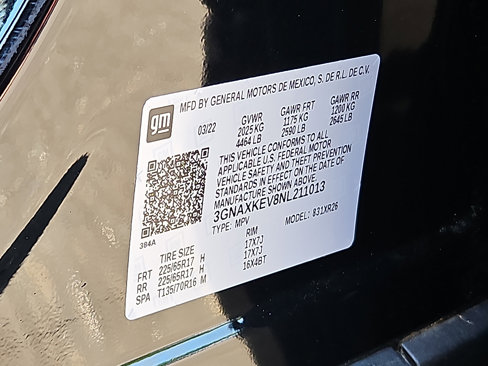 gm
MFD BY GENERAL MOTORS DE MEXICO, S. DE R.L. DE C.V.
03/22
GVWR GAWR FRT GAWR RR
2025 KG 1175 KG 1200 KG
4464 LB 2590 LB 2645 LB
THIS VEHICLE CONFORMS TO ALL
APPLICABLE U.S. FEDERAL MOTOR
VEHICLE SAFETY AND THEFT PREVENTION
STANDARDS IN EFFECT ON THE DATE OF
MANUFACTURE SHOWN ABOVE.
3GNAXKEV8NL211013
TYPE: MPV MODEL: 831XR26
384A
TIRE SIZE RIM
FRT 225/65R17 H 17X7J
RR 225/65R17 H 17X7J
SPA T135/70R16 M 16X4BT